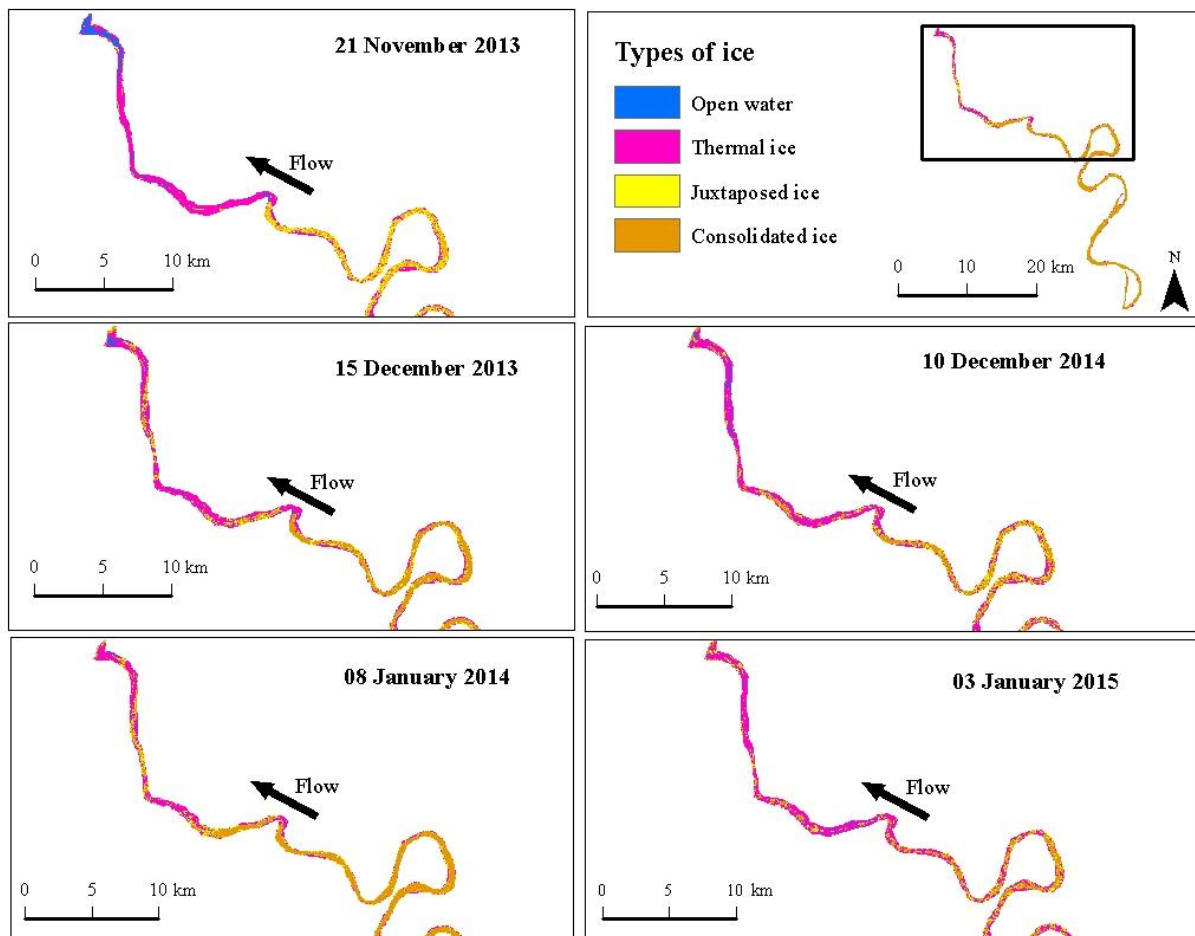 21 November 2013
Flow
0 5 10 km
Types of ice
Open water
Thermal ice
Juxtaposed ice
Consolidated ice
0 10 20 km
N
15 December 2013
Flow
0 5 10 km
10 December 2014
Flow
0 5 10 km
08 January 2014
Flow
0 5 10 km
03 January 2015
Flow
0 5 10 km